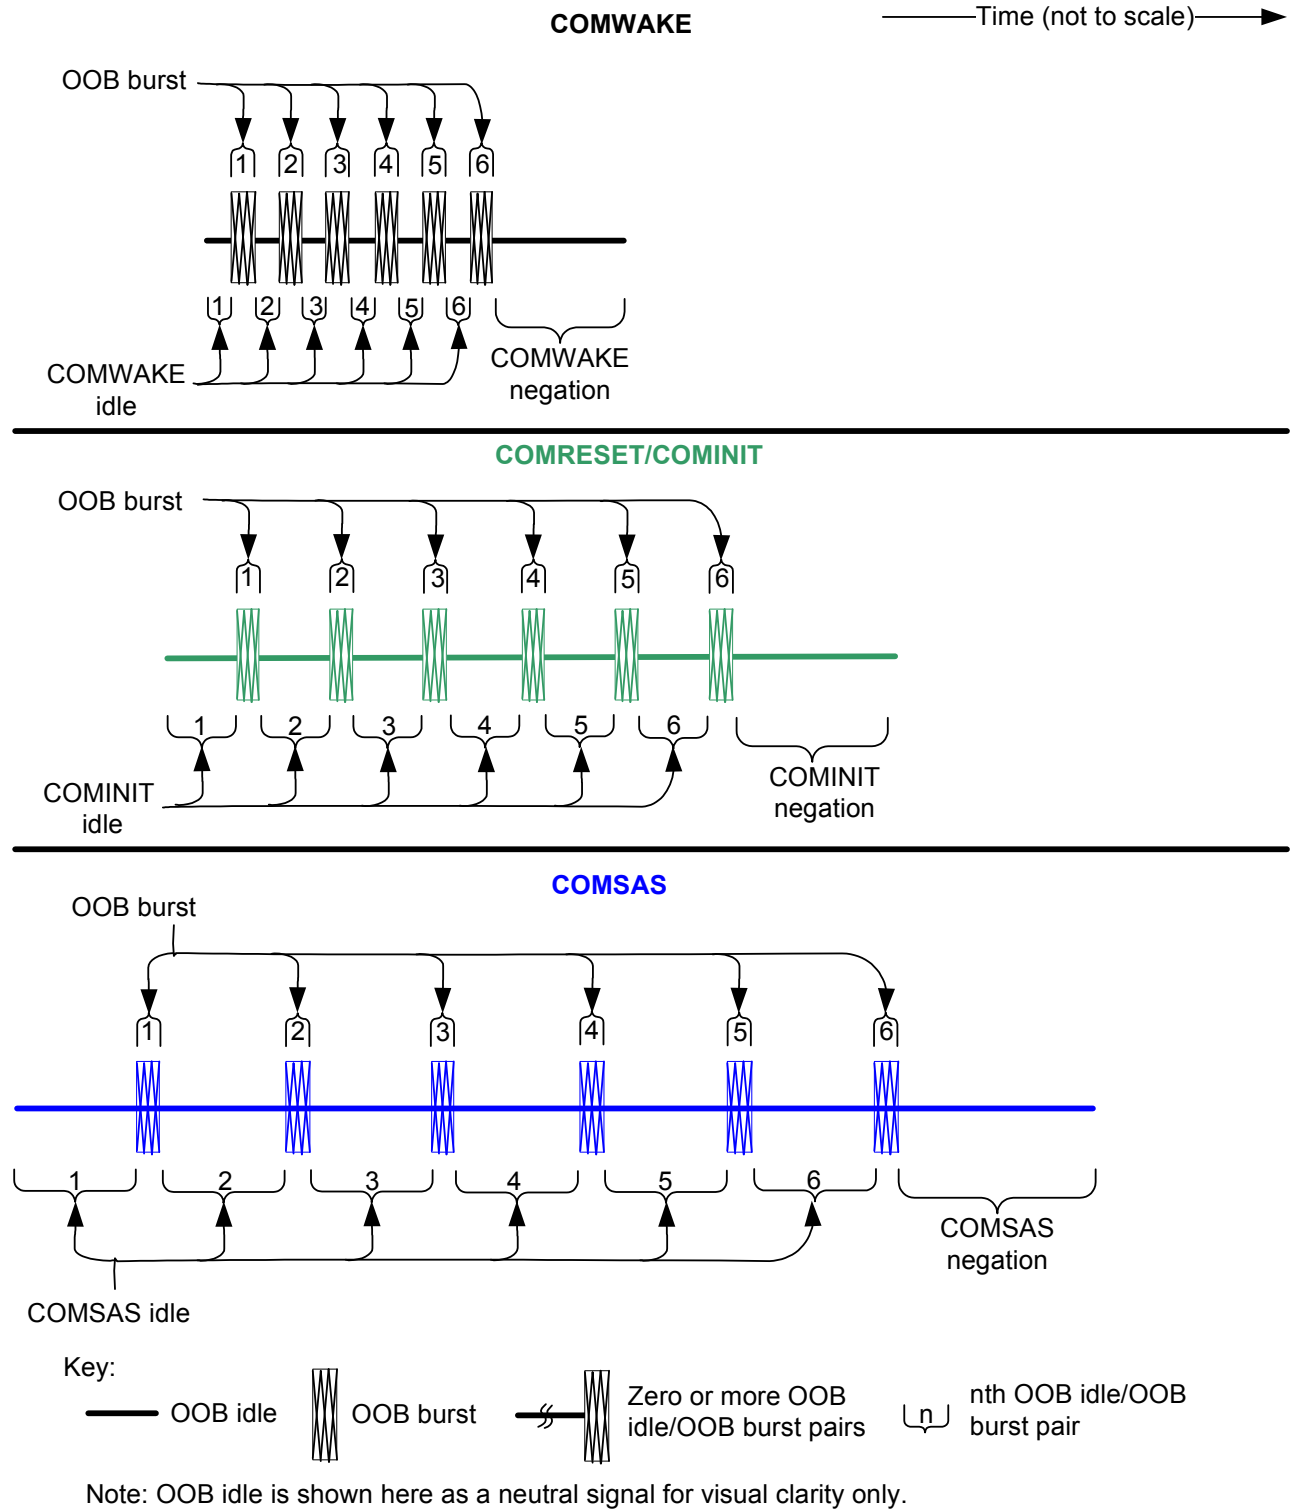 COMWAKE
Time (not to scale)
OOB burst
1 2 3 4 5 6
1 2 3 4 5 6
COMWAKE
idle
COMWAKE
negation
COMRESET/COMINIT
OOB burst
1 2 3 4 5 6
1 2 3 4 5 6
COMINIT
idle
COMINIT
negation
COMSAS
OOB burst
1 2 3 4 5 6
1 2 3 4 5 6
COMSAS
negation
COMSAS idle
Key:
OOB idle
OOB burst
Zero or more OOB
idle/OOB burst pairs
n
nth OOB idle/OOB
burst pair
Note: OOB idle is shown here as a neutral signal for visual clarity only.